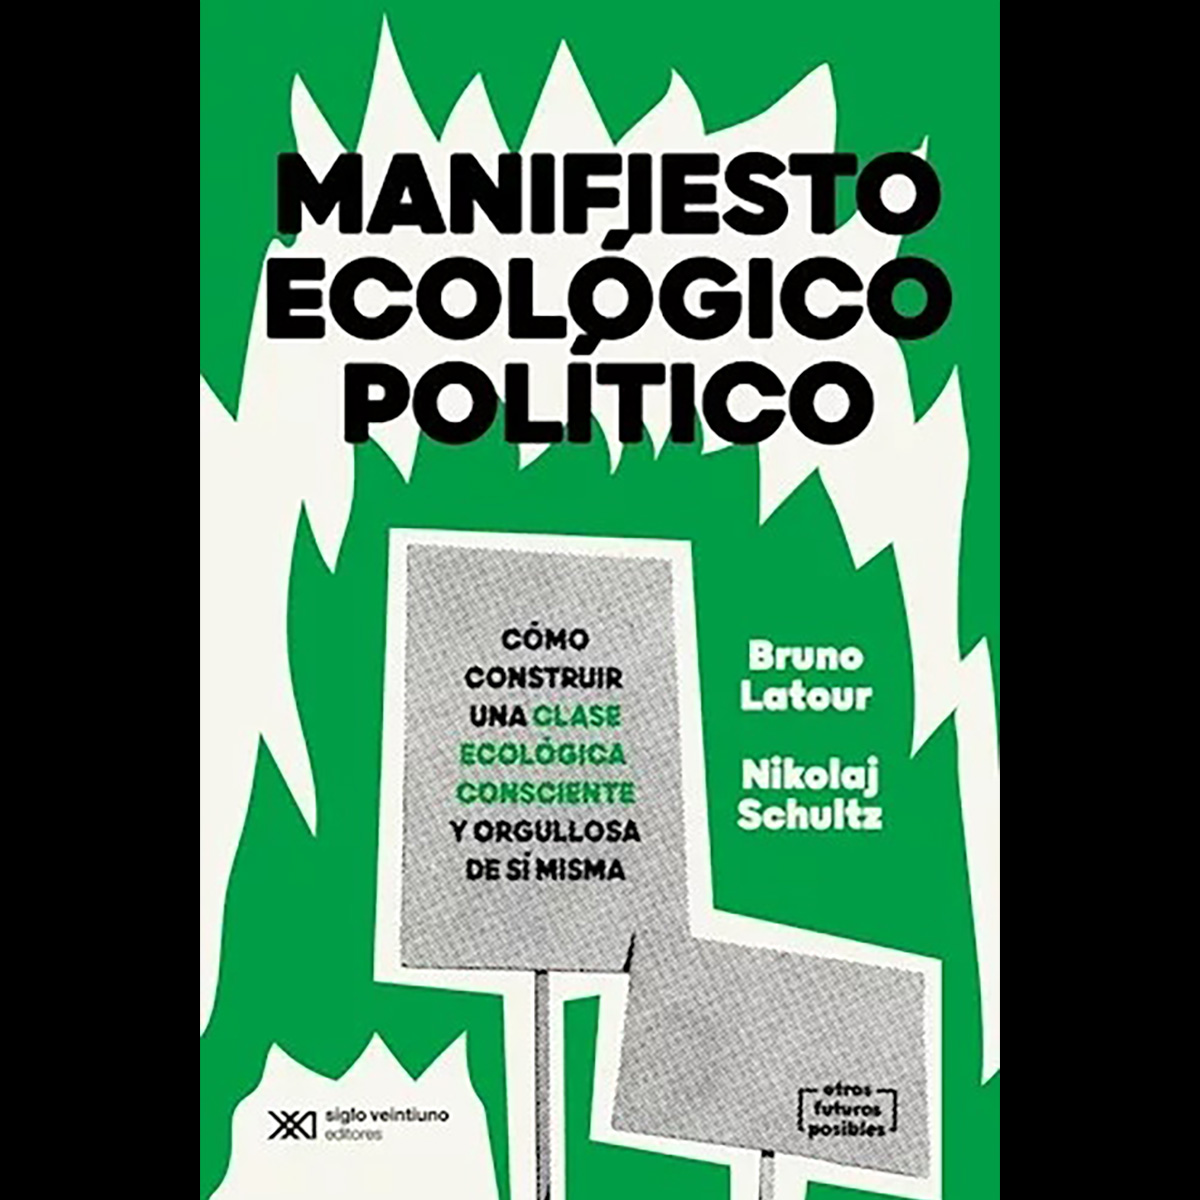 MANIFIESTO
ECOLÓGICO
POLÍTICO
CÓMO
CONSTRUIR
UNA CLASE
ECOLÓGICA
CONSCIENTE
Y ORGULLOSA
DE SÍ MISMA
Bruno
Latour
Nikolaj
Schultz
otros
futuros
posibles
siglo veintiuno
editores